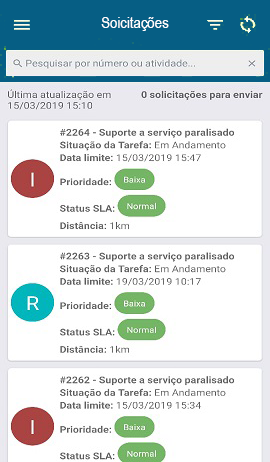 Soicitações
Pesquisar por número ou atividade...
Última atualização em 0 solicitações para enviar
15/03/2019 15:10
#2264 - Suporte a serviço paralisado
Situação da Tarefa: Em Andamento
Data limite: 15/03/2019 15:47
I
Prioridade: Baixa
Status SLA: Normal
Distância: 1km
#2263 - Suporte a serviço paralisado
Situação da Tarefa: Em Andamento
Data limite: 19/03/2019 10:17
R
Prioridade: Baixa
Status SLA: Normal
Distância: 1km
#2262 - Suporte a serviço paralisado
Situação da Tarefa: Em Andamento
Data limite: 15/03/2019 15:34
I
Prioridade: Baixa
Status SLA: Normal